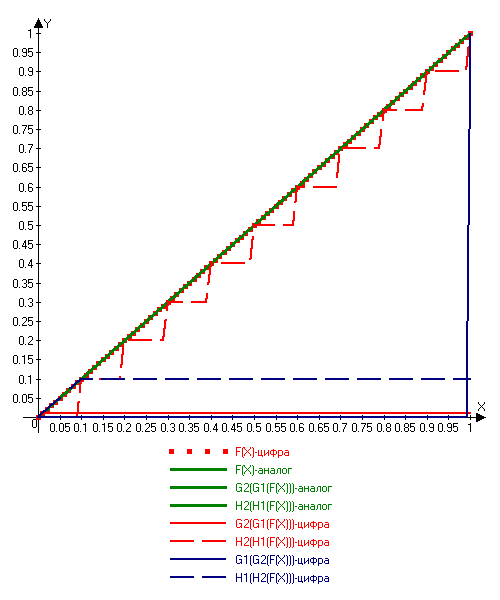 Y
1
0.95
0.9
0.85
0.8
0.75
0.7
0.65
0.6
0.55
0.5
0.45
0.4
0.35
0.3
0.25
0.2
0.15
0.1
0.05
X
0 0.05 0.1 0.15 0.2 0.25 0.3 0.35 0.4 0.45 0.5 0.55 0.6 0.65 0.7 0.75 0.8 0.85 0.9 0.95 1
F(X)-цифра
F(X)-аналог
G2(G1(F(X)))-аналог
H2(H1(F(X)))-аналог
G2(G1(F(X)))-цифра
H2(H1(F(X)))-цифра
G1(G2(F(X)))-цифра
H1(H2(F(X)))-цифра